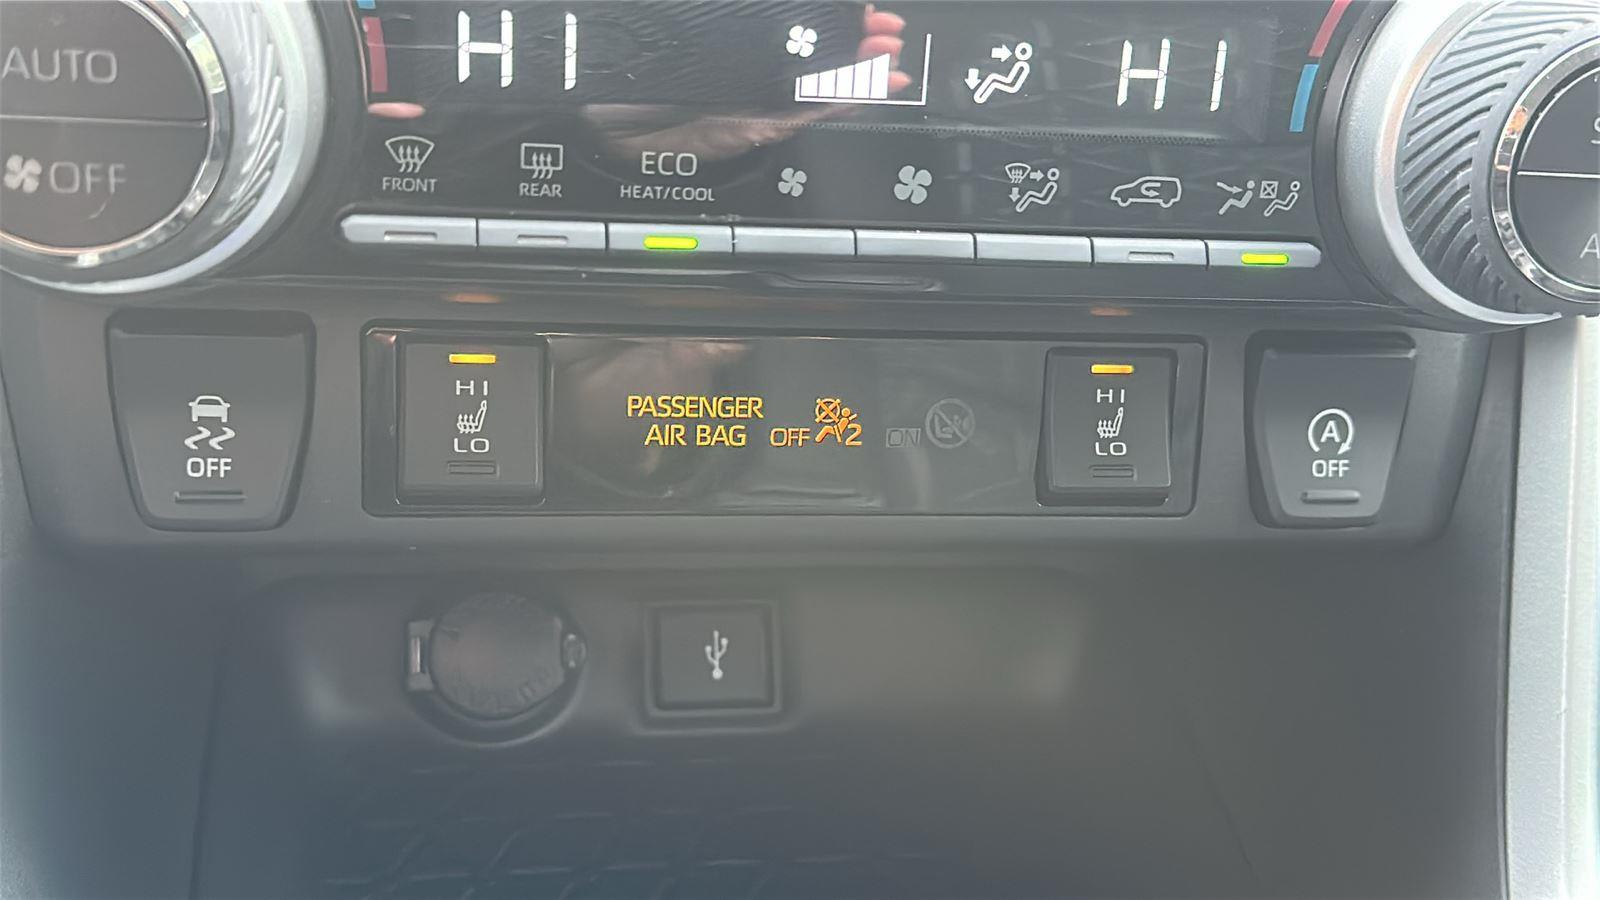 HI HI
AUTO
OFF
FRONT
REAR
ECO
HEAT/COOL
OFF
HI
LO
PASSENGER
AIR BAG OFF 2 ON
HI
LO
A
OFF